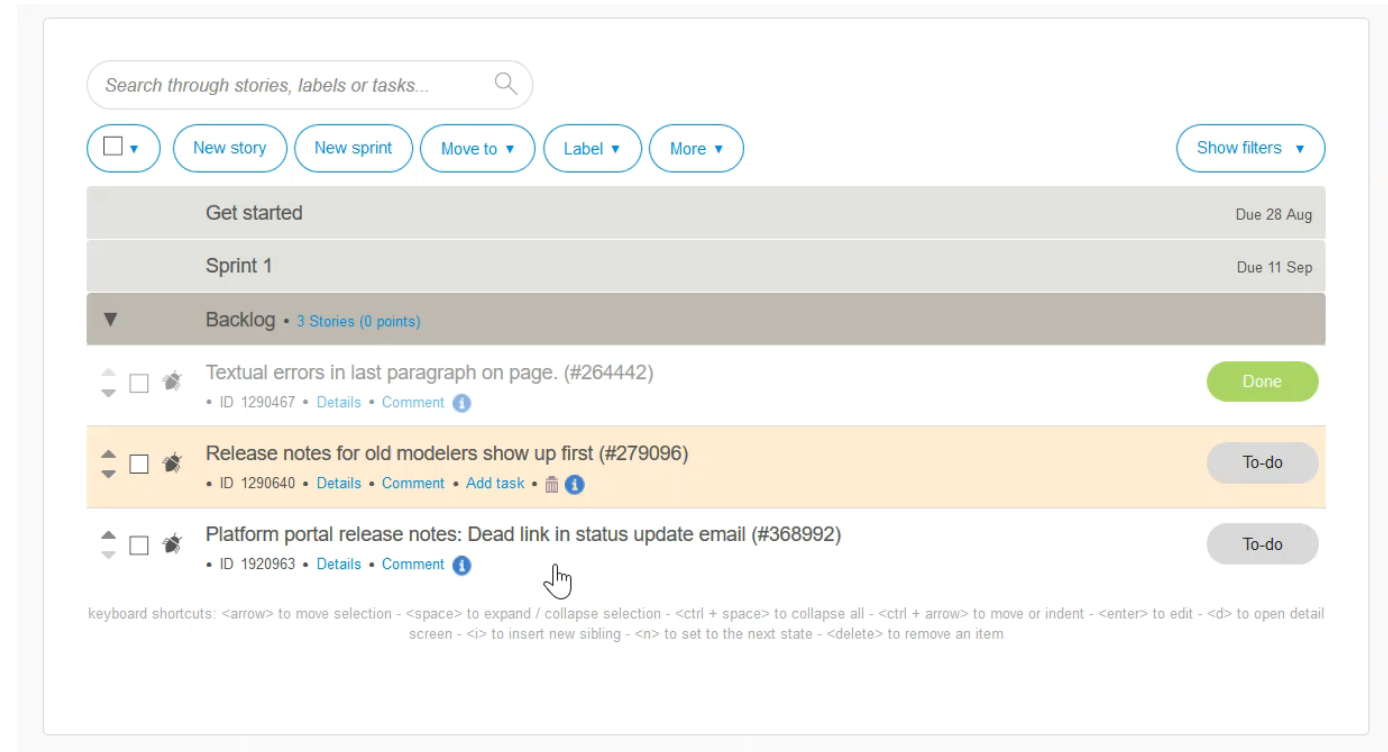 Search through stories, labels or tasks...
▼ New story New sprint Move to ▼ Label ▼ More ▼ Show filters ▼
Get started Due 28 Aug
Sprint 1 Due 11 Sep
▼ Backlog • 3 Stories (0 points)
Textual errors in last paragraph on page. (#264442) Done
• ID 1290467 • Details • Comment i
Release notes for old modelers show up first (#279096) To-do
• ID 1290640 • Details • Comment • Add task • i
Platform portal release notes: Dead link in status update email (#368992) To-do
• ID 1920963 • Details • Comment i
keyboard shortcuts: <arrow> to move selection - <space> to expand / collapse selection - <ctrl + space> to collapse all - <ctrl + arrow> to move or indent - <enter> to edit - <d> to open detail
screen - <i> to insert new sibling - <n> to set to the next state - <delete> to remove an item